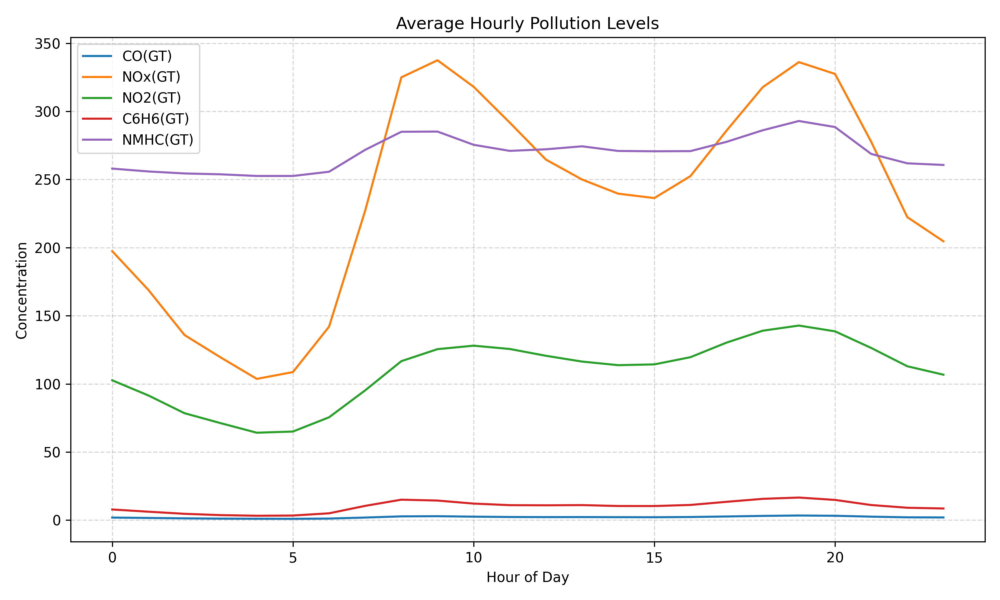 Average Hourly Pollution Levels
350
300
250
200
150
100
50
0
Concentration
CO(GT)
NOx(GT)
NO2(GT)
C6H6(GT)
NMHC(GT)
0 5 10 15 20
Hour of Day